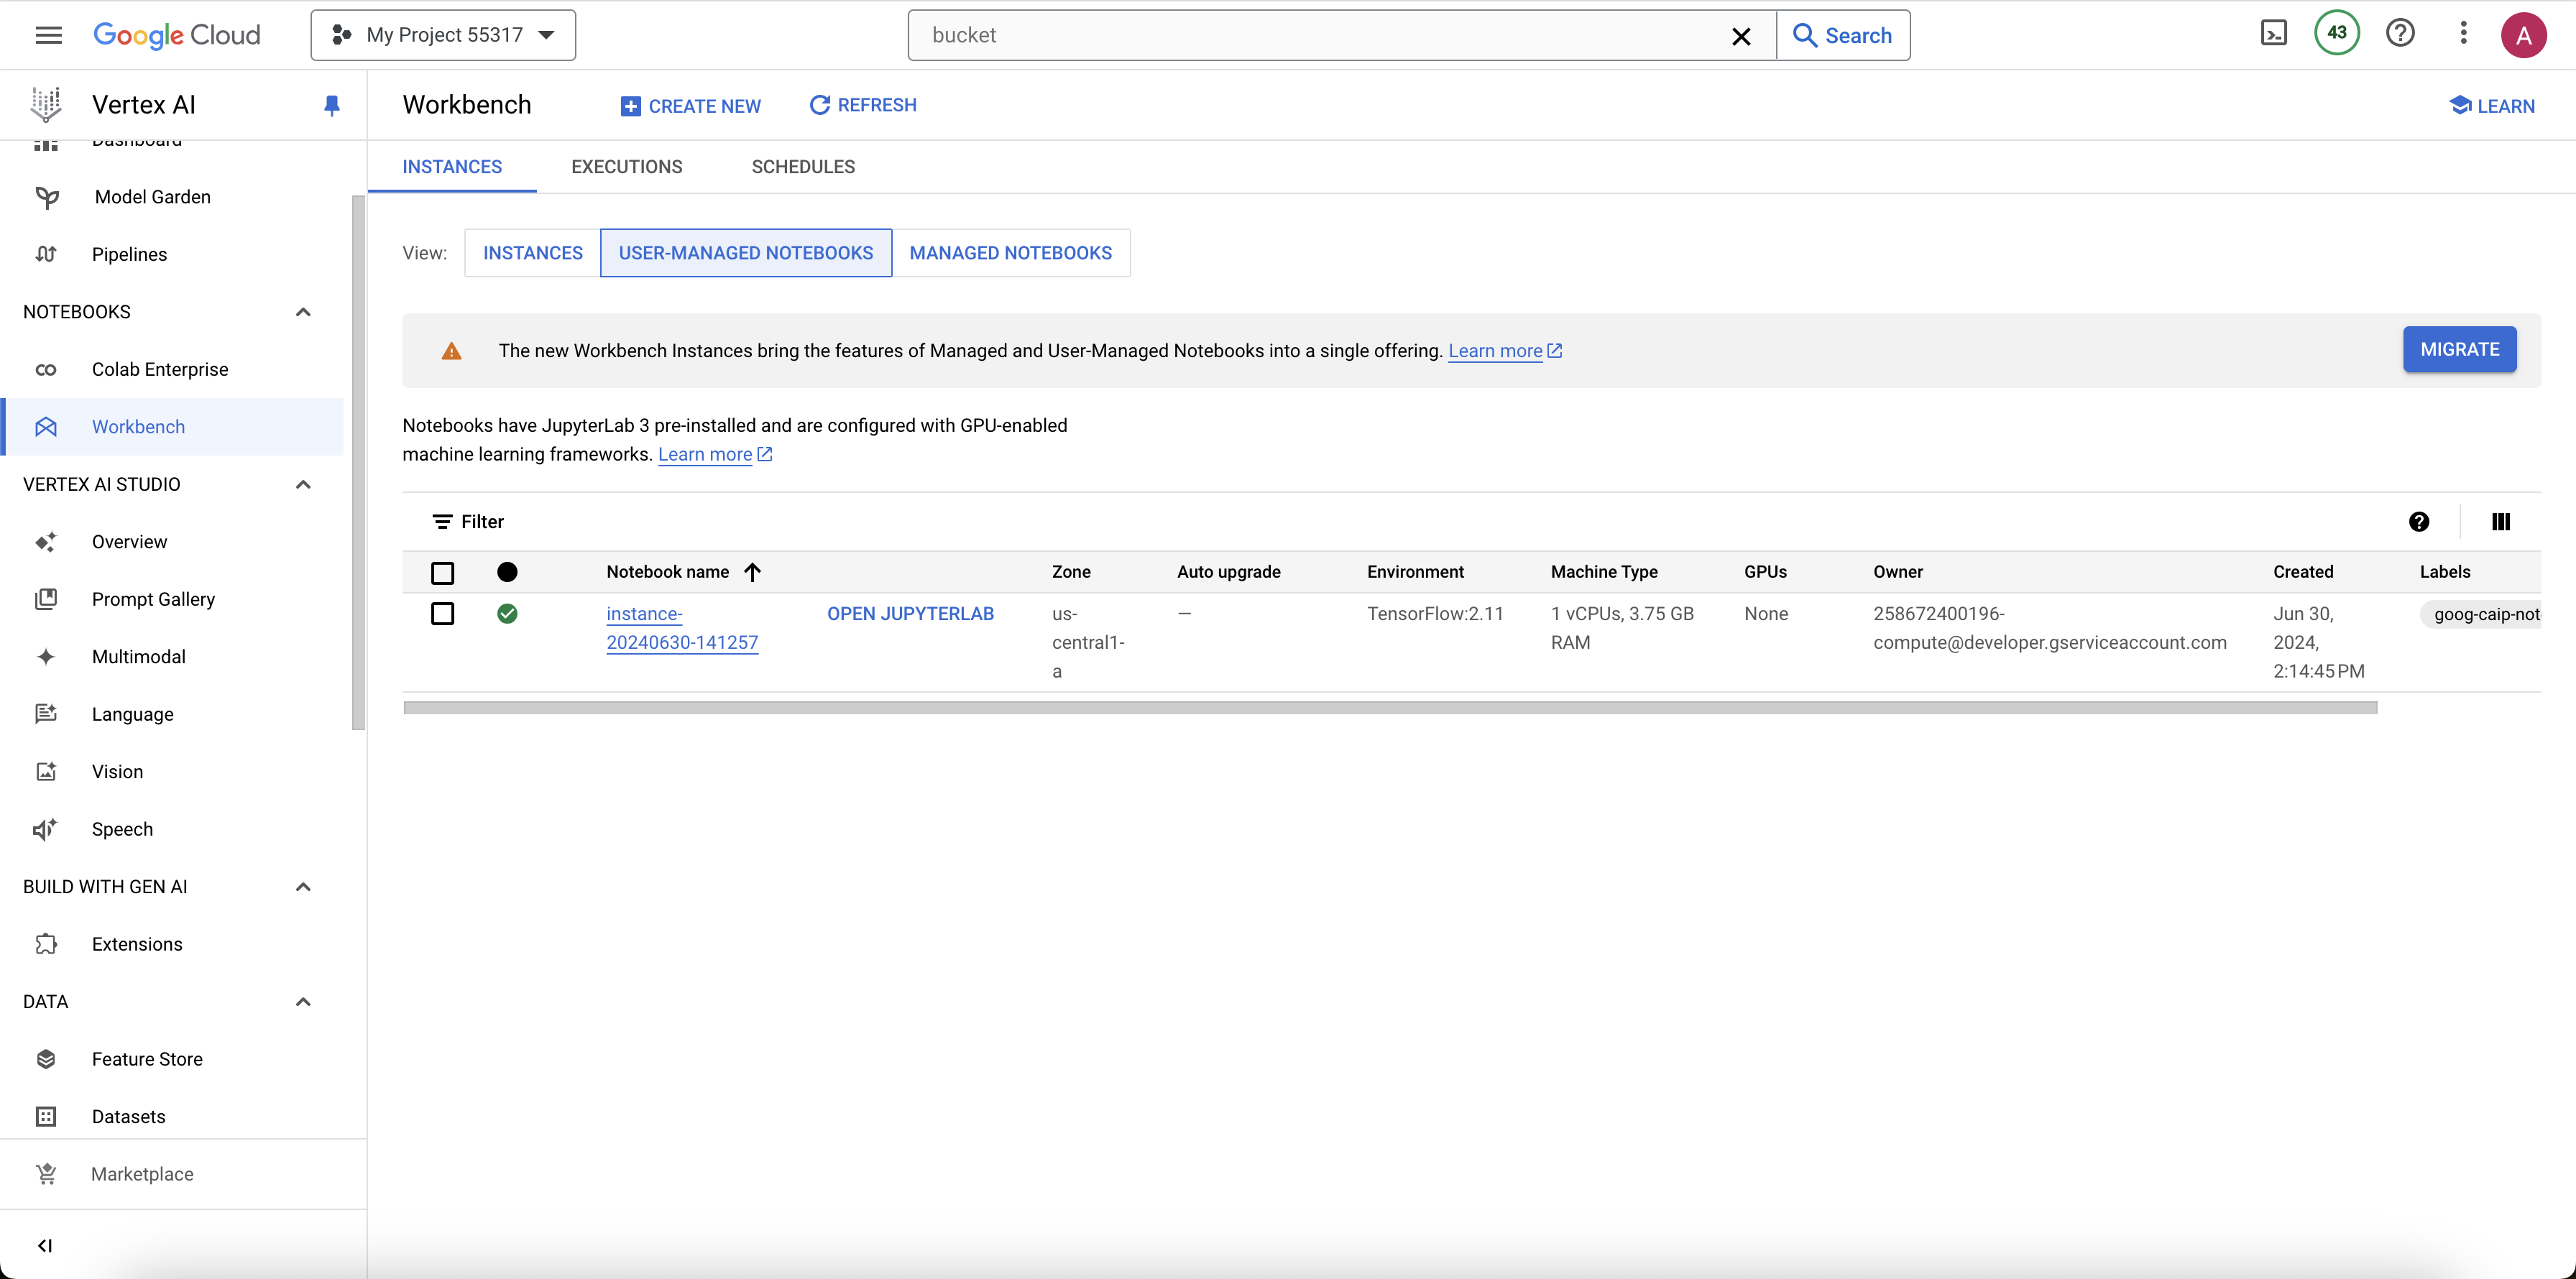 Google Cloud
My Project 55317
bucket
Search
43
A
Vertex AI
Workbench
CREATE NEW
REFRESH
LEARN
Dashboard
Model Garden
Pipelines
NOTEBOOKS
Colab Enterprise
Workbench
VERTEX AI STUDIO
Overview
Prompt Gallery
Multimodal
Language
Vision
Speech
BUILD WITH GEN AI
Extensions
DATA
Feature Store
Datasets
Marketplace
INSTANCES EXECUTIONS SCHEDULES
View: INSTANCES USER-MANAGED NOTEBOOKS MANAGED NOTEBOOKS
The new Workbench Instances bring the features of Managed and User-Managed Notebooks into a single offering. Learn more
MIGRATE
Notebooks have JupyterLab 3 pre-installed and are configured with GPU-enabled
machine learning frameworks. Learn more
Filter
Notebook name Zone Auto upgrade Environment Machine Type GPUs Owner Created Labels
instance- OPEN JUPYTERLAB us- — TensorFlow:2.11 1 vCPUs, 3.75 GB None 258672400196- Jun 30, goog-caip-not
20240630-141257 central1- RAM compute@developer.gserviceaccount.com 2024,
a 2:14:45 PM